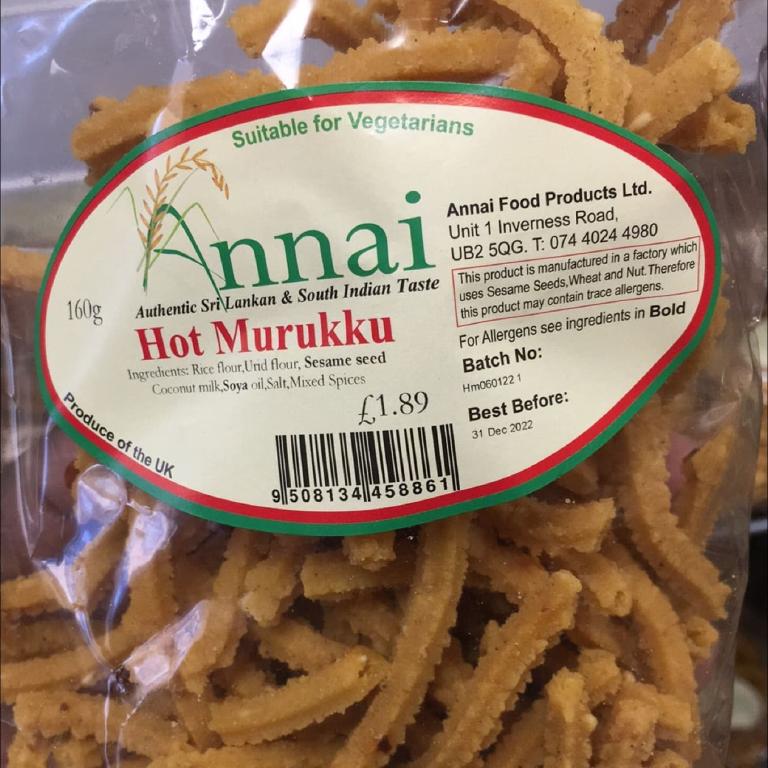 Suitable for Vegetarians
Annai
160g
Authentic Sri Lankan & South Indian Taste
Hot Murukku
Ingredients: Rice flour,Urid flour, Sesame seed
Coconut milk,Soya oil,Salt,Mixed Spices
£1.89
Produce of the UK
9 508134 458861
Annai Food Products Ltd.
Unit 1 Inverness Road,
UB2 5QG. T: 074 4024 4980
This product is manufactured in a factory which
uses Sesame Seeds,Wheat and Nut.Therefore
this product may contain trace allergens.
For Allergens see ingredients in Bold
Batch No:
Hm060122 1
Best Before:
31 Dec 2022